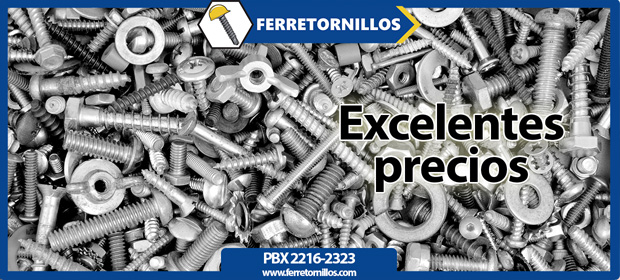 FERRETORNILLOS
Excelentes
precios
PBX 2216-2323
www.ferretornillos.com